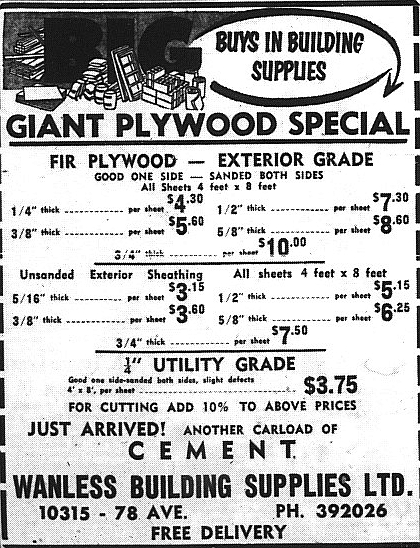 BIG
BUYS IN BUILDING
SUPPLIES
GIANT PLYWOOD SPECIAL
FIR PLYWOOD — EXTERIOR GRADE
GOOD ONE SIDE — SANDED BOTH SIDES
All Sheets 4 feet x 8 feet
1/4" thick -------------- per sheet $4.30 1/2" thick -------------- per sheet $7.30
3/8" thick -------------- per sheet $5.60 5/8" thick -------------- per sheet $8.60
3/4" thick -------------- per sheet $10.00
Unsanded Exterior Sheathing All sheets 4 feet x 8 feet
5/16" thick ---------- per sheet $3.15 1/2" thick -------------- per sheet $5.15
3/8" thick ---------- per sheet $3.60 5/8" thick -------------- per sheet $6.25
3/4" thick -------------- per sheet $7.50
¼" UTILITY GRADE
Good one side-sanded both sides, slight defects
4' x 8', per sheet -------------------------- $3.75
FOR CUTTING ADD 10% TO ABOVE PRICES
JUST ARRIVED! ANOTHER CARLOAD OF
CEMENT
WANLESS BUILDING SUPPLIES LTD.
10315 - 78 AVE. PH. 392026
FREE DELIVERY